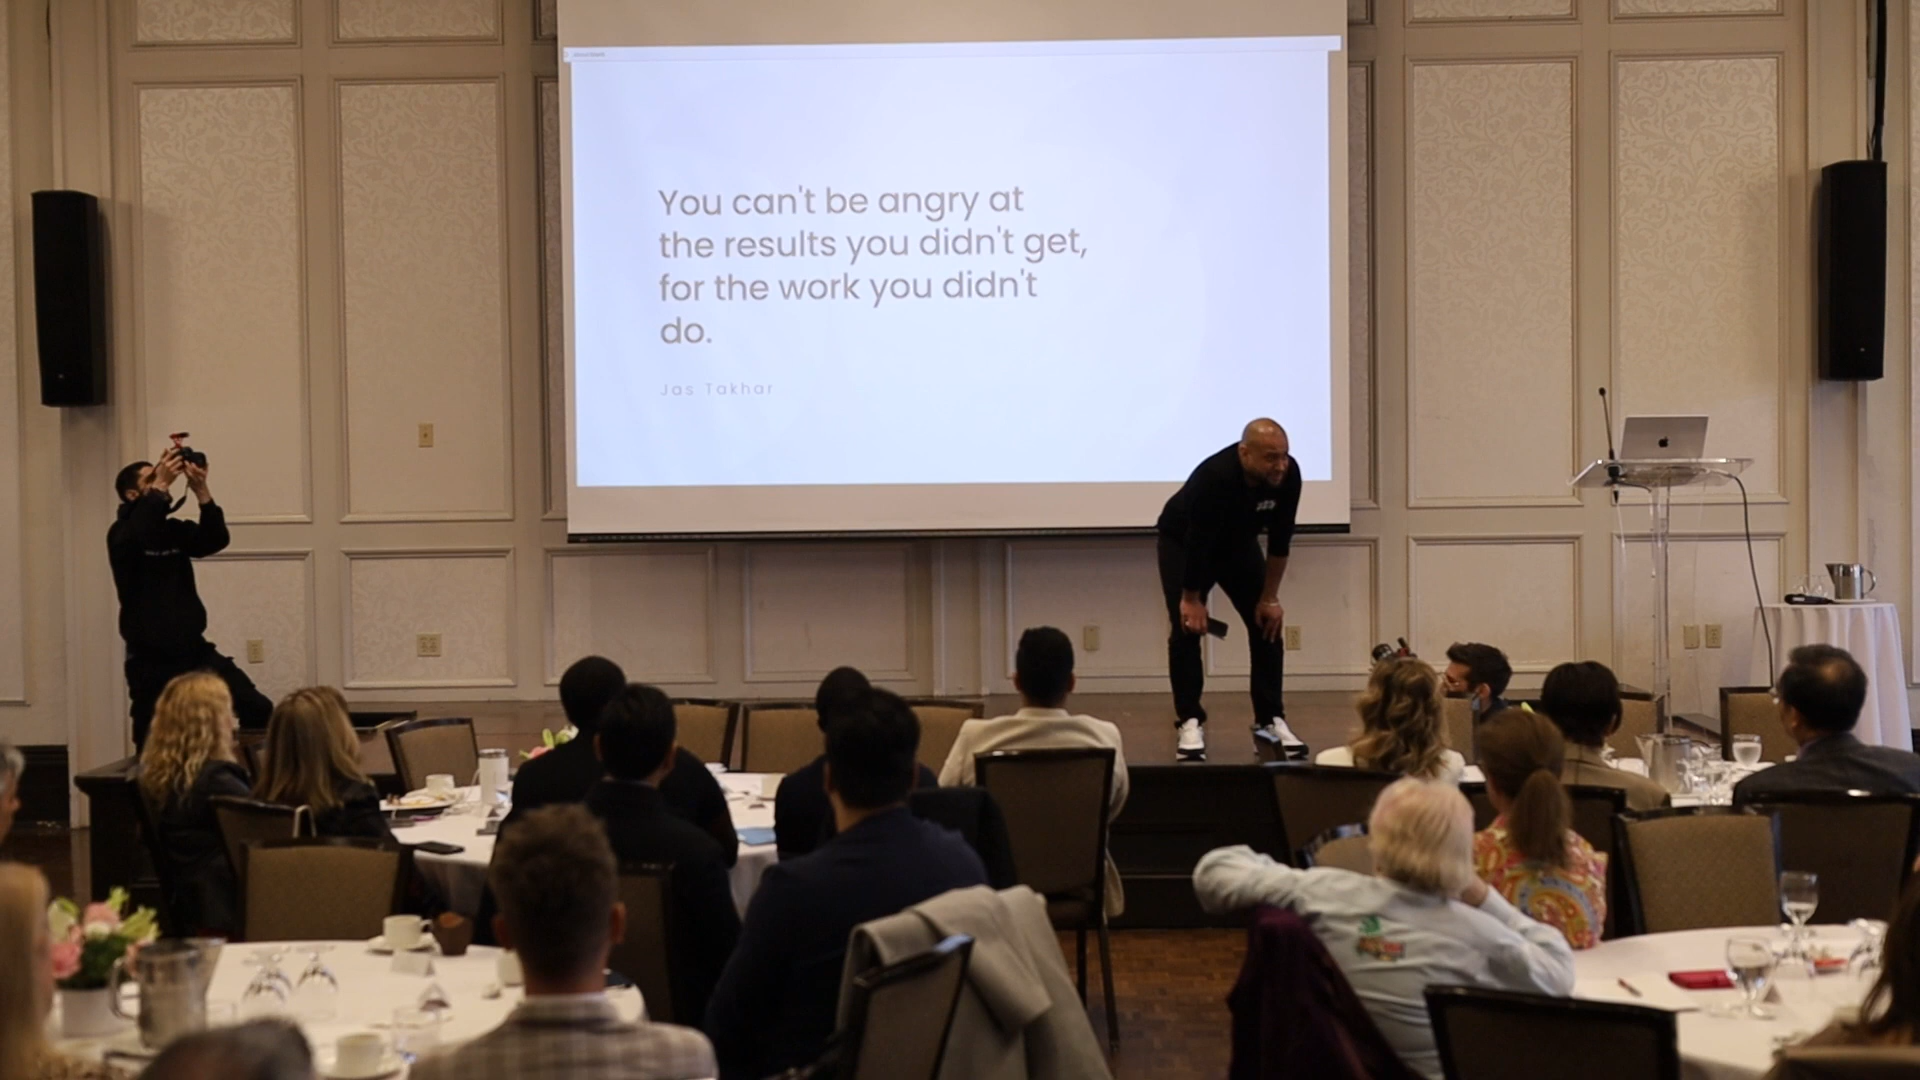 You can't be angry at
the results you didn't get,
for the work you didn't
do.
Jas Takhar